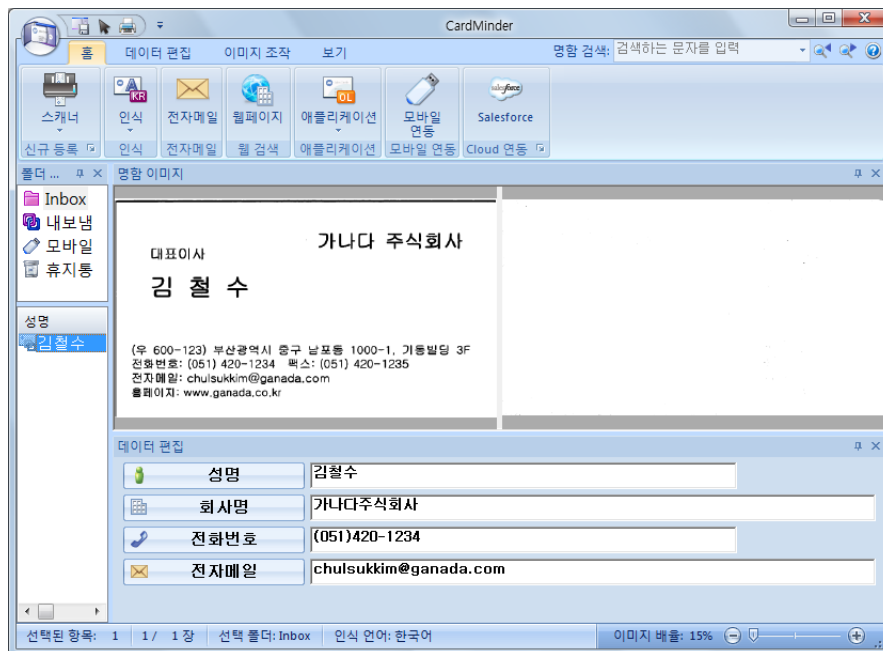 CardMinder
홈 데이터 편집 이미지 조작 보기 명함 검색: 검색하는 문자를 입력
KR OL salesforce
스캐너 인식 전자메일 웹페이지 애플리케이션 모바일 연동 Salesforce
신규 등록 인식 전자메일 웹 검색 애플리케이션 모바일 연동 Cloud 연동
폴더 ... 명함 이미지
Inbox
내보냄
모바일
휴지통
성명
김철수
가나다 주식회사
대표이사
김 철 수
(우 600-123) 부산광역시 중구 남포동 1000-1, 기동빌딩 3F
전화번호: (051) 420-1234 팩스: (051) 420-1235
전자메일: chulsukkim@ganada.com
홈페이지: www.ganada.co.kr
데이터 편집
성명 김철수
회사명 가나다주식회사
전화번호 (051)420-1234
전자메일 chulsukkim@ganada.com
선택된 항목: 1 1 / 1 장 선택 폴더: Inbox 인식 언어: 한국어 이미지 배율: 15%